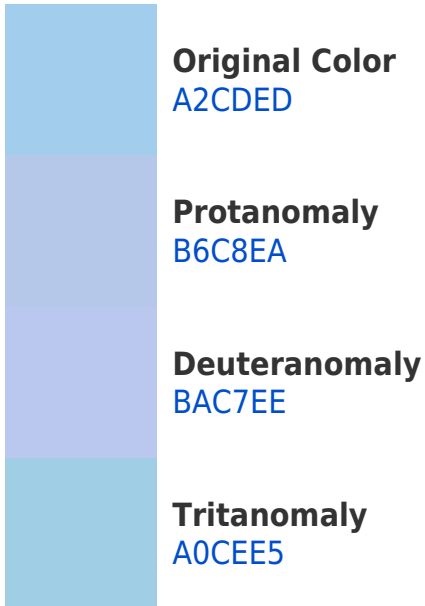 Original Color
A2CDED
Protanomaly
B6C8EA
Deuteranomaly
BAC7EE
Tritanomaly
A0CEE5